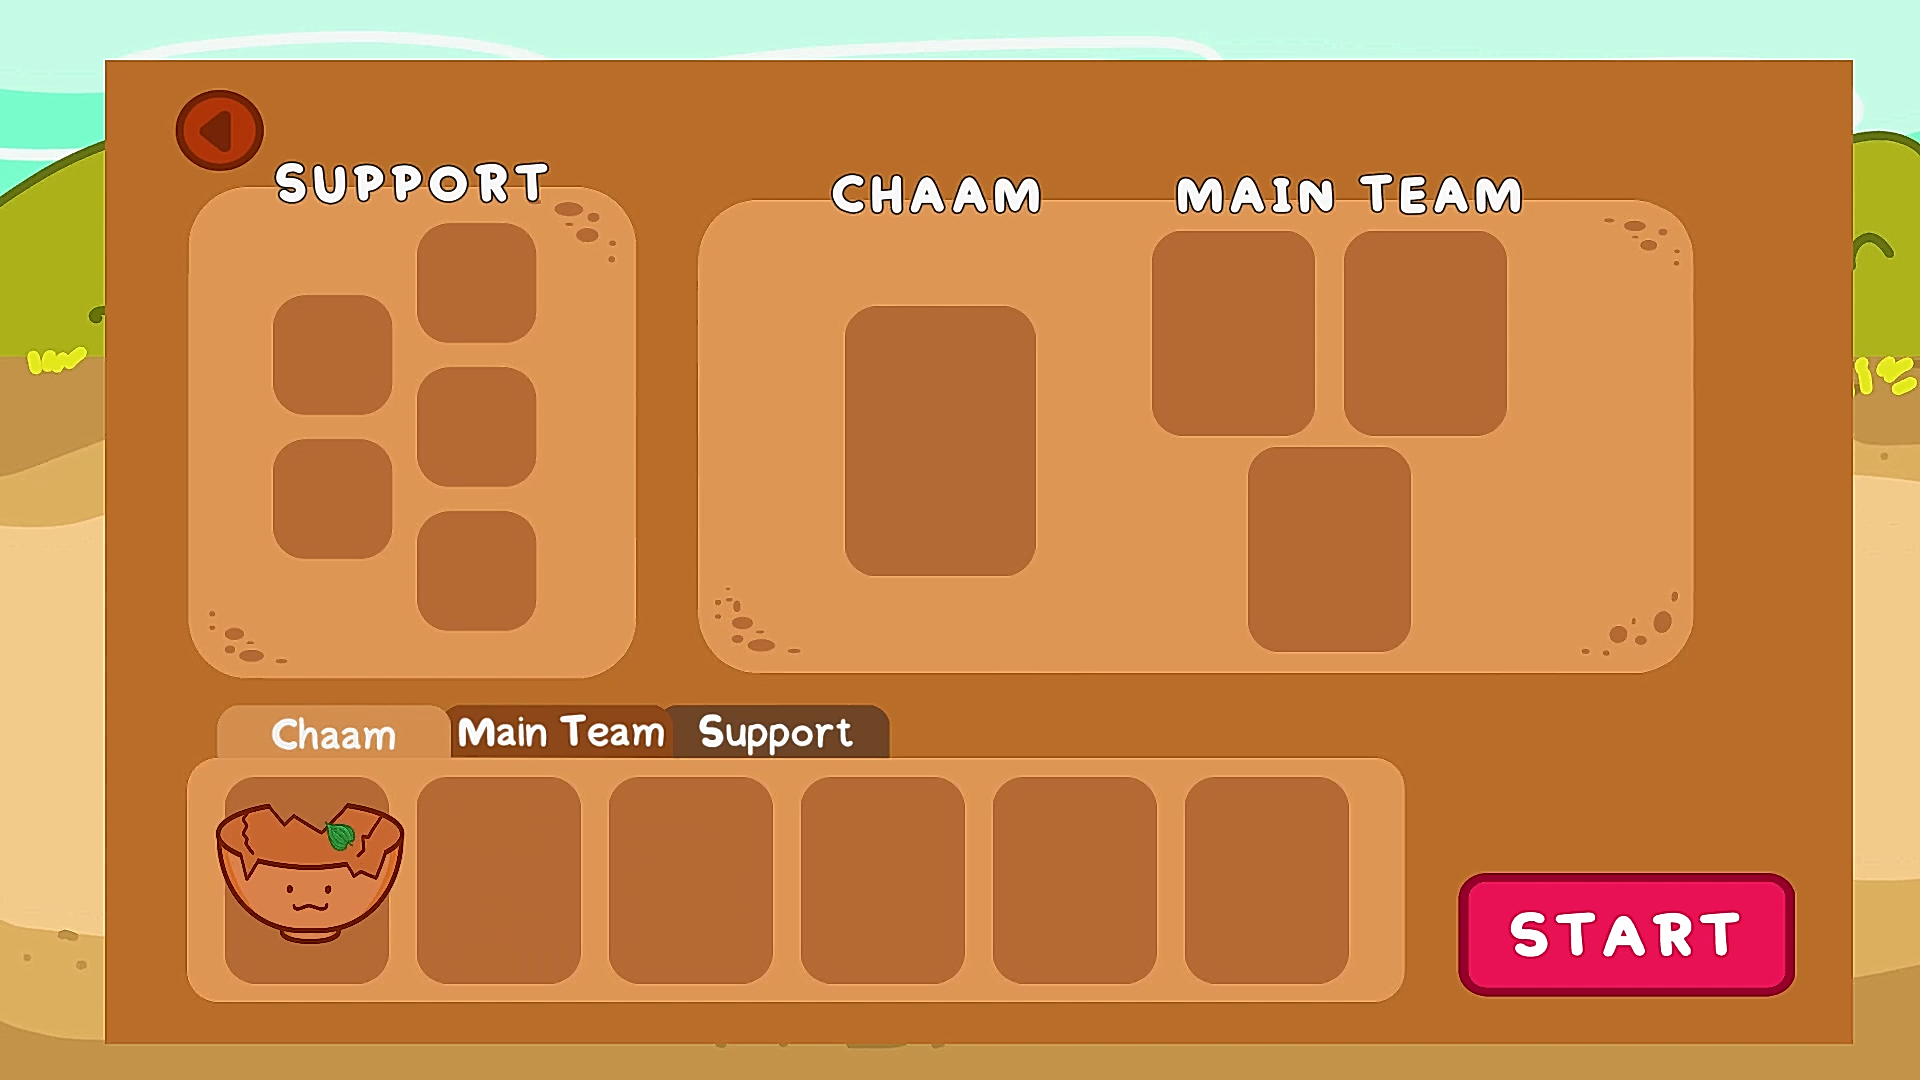 SUPPORT
CHAAM
MAIN TEAM
Chaam
Main Team
Support
START